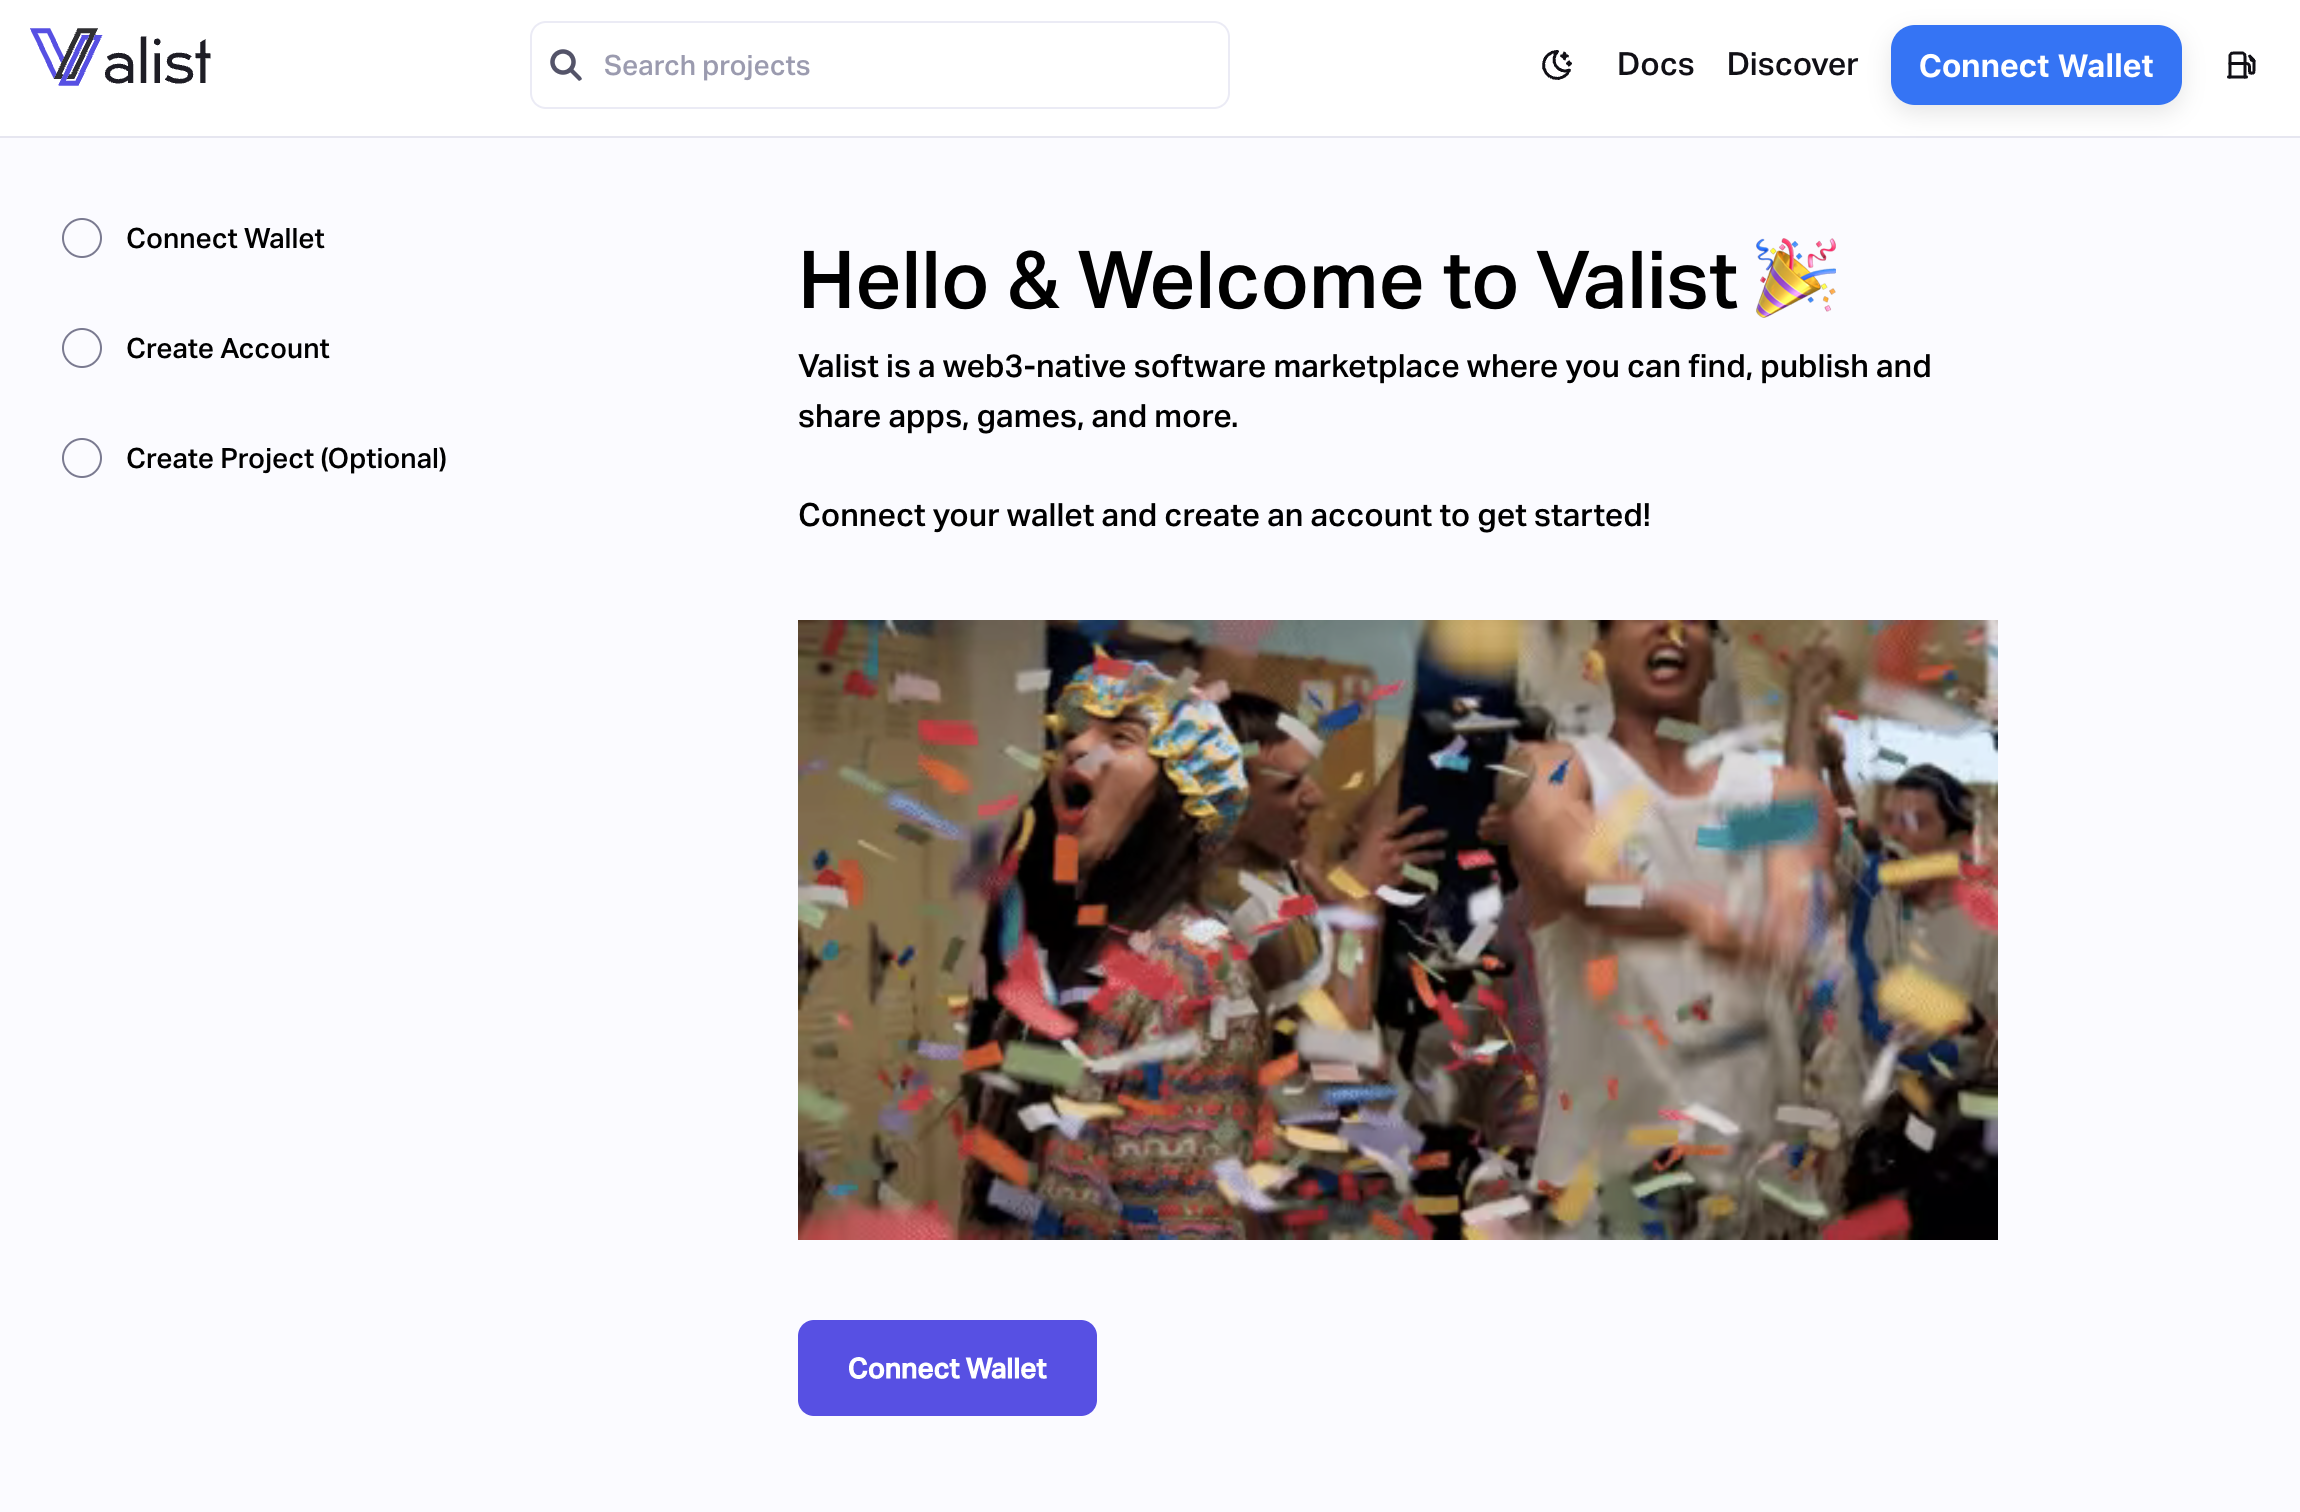 Valist
Search projects
Docs
Discover
Connect Wallet
Connect Wallet
Create Account
Create Project (Optional)
Hello & Welcome to Valist 🎉
Valist is a web3-native software marketplace where you can find, publish and
share apps, games, and more.
Connect your wallet and create an account to get started!
Connect Wallet